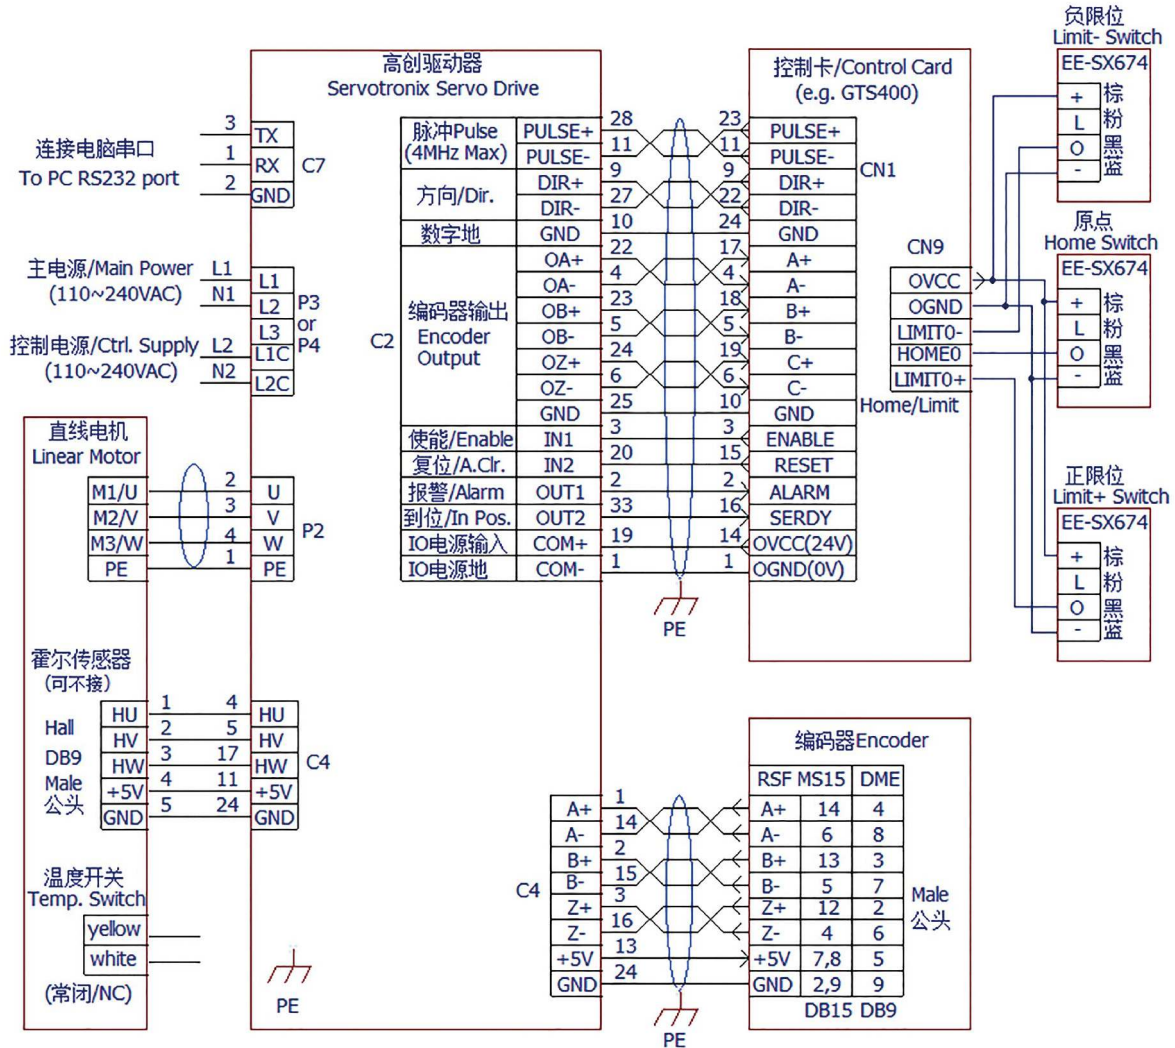 负限位
Limit- Switch
EE-SX674
+ 棕
L 粉
O 黑
- 蓝
原点
Home Switch
EE-SX674
+ 棕
L 粉
O 黑
- 蓝
正限位
Limit+ Switch
EE-SX674
+ 棕
L 粉
O 黑
- 蓝
高创驱动器
Servotronix Servo Drive
控制卡/Control Card
(e.g. GTS400)
连接电脑串口
To PC RS232 port
3 TX
1 RX
2 GND
C7
主电源/Main Power
(110~240VAC)
控制电源/Ctrl. Supply
(110~240VAC)
L1 L1
N1 L2
L3
L2 L1C
N2 L2C
P3
or
P4
脉冲Pulse
(4MHz Max)
PULSE+ 28 23 PULSE+
PULSE- 11 11 PULSE-
方向/Dir.
DIR+ 9 9 DIR+
DIR- 27 22 DIR-
数字地 GND 10 24 GND
C2
编码器输出
Encoder
Output
OA+ 22 17 A+
OA- 4 4 A-
OB+ 23 18 B+
OB- 5 5 B-
OZ+ 24 19 C+
OZ- 6 6 C-
GND 25 10 GND
使能/Enable IN1 3 3 ENABLE
复位/A.Clr. IN2 20 15 RESET
报警/Alarm OUT1 2 2 ALARM
到位/In Pos. OUT2 33 16 SERDY
IO电源输入 COM+ 19 14 OVCC(24V)
IO电源地 COM- 1 1 OGND(0V)
PE
CN1
CN9
OVCC
OGND
LIMIT0-
HOME0
LIMIT0+
Home/Limit
直线电机
Linear Motor
M1/U 2 U
M2/V 3 V
M3/W 4 W
PE 1 PE
P2
霍尔传感器
(可不接)
Hall
DB9
Male
公头
HU 1 4 HU
HV 2 5 HV
HW 3 17 HW
+5V 4 11 +5V
GND 5 24 GND
C4
温度开关
Temp. Switch
yellow
white
(常闭/NC)
PE
编码器Encoder
RSF MS15 DME
C4
A+ 1 A+ 14 4
A- 14 A- 6 8
B+ 2 B+ 13 3
B- 15 B- 5 7
Z+ 3 Z+ 12 2
Z- 16 Z- 4 6
+5V 13 +5V 7,8 5
GND 24 GND 2,9 9
Male
公头
DB15 DB9
PE